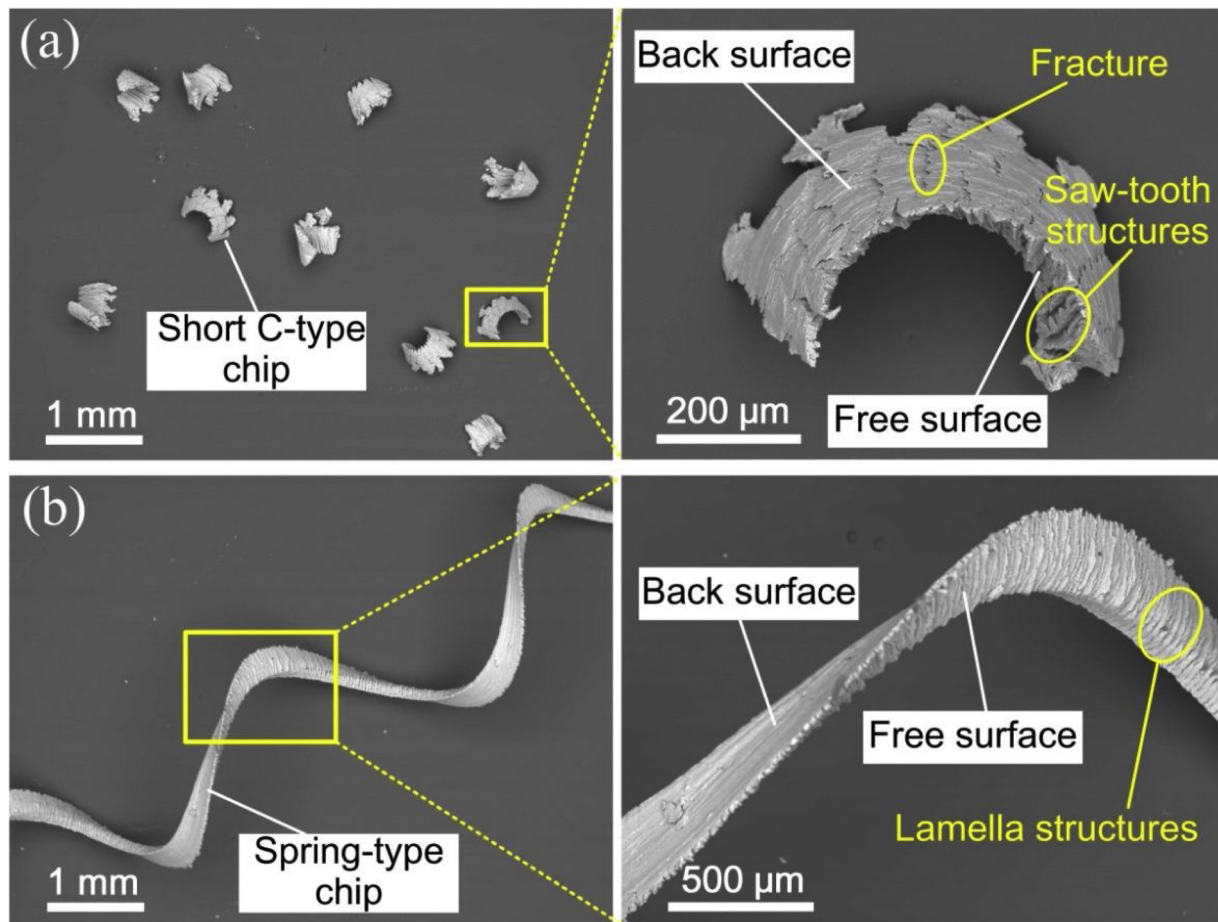 (a)
Short C-type
chip
1 mm
Back surface
Fracture
Saw-tooth
structures
Free surface
200 μm
(b)
Spring-type
chip
1 mm
Back surface
Free surface
Lamella structures
500 μm